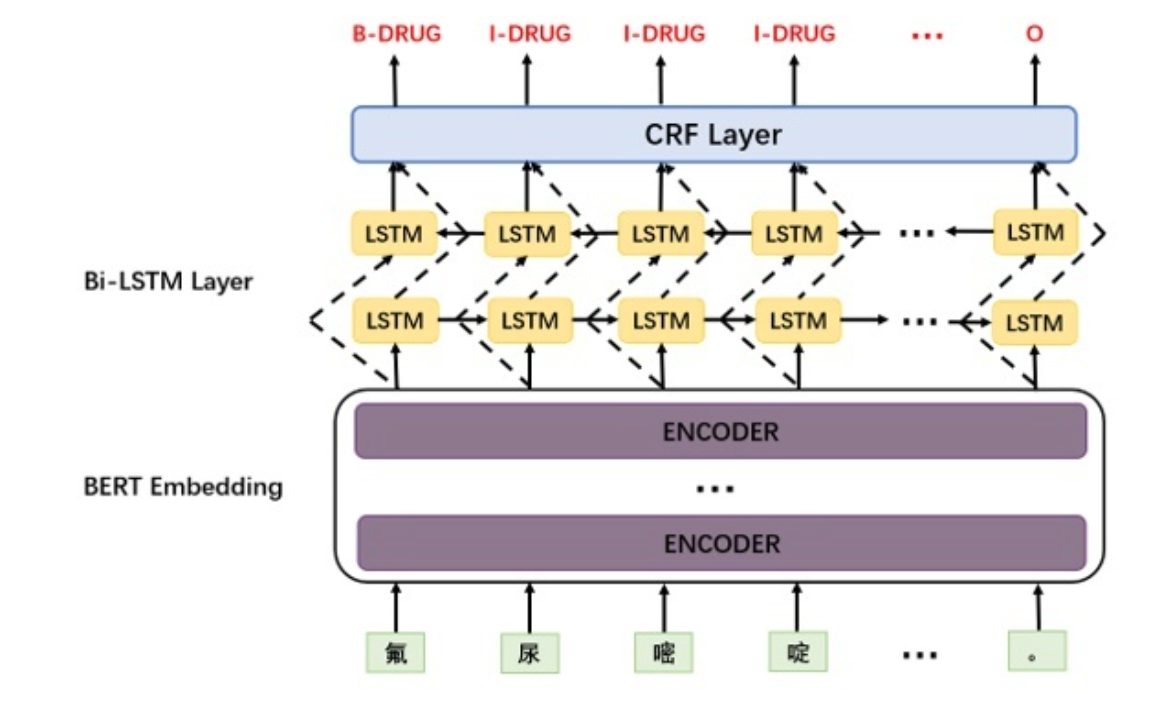 B-DRUG I-DRUG I-DRUG I-DRUG ... O
CRF Layer
LSTM LSTM LSTM LSTM ... LSTM
Bi-LSTM Layer
LSTM LSTM LSTM LSTM ... LSTM
ENCODER
BERT Embedding ...
ENCODER
氟 尿 嘧 啶 ... 。